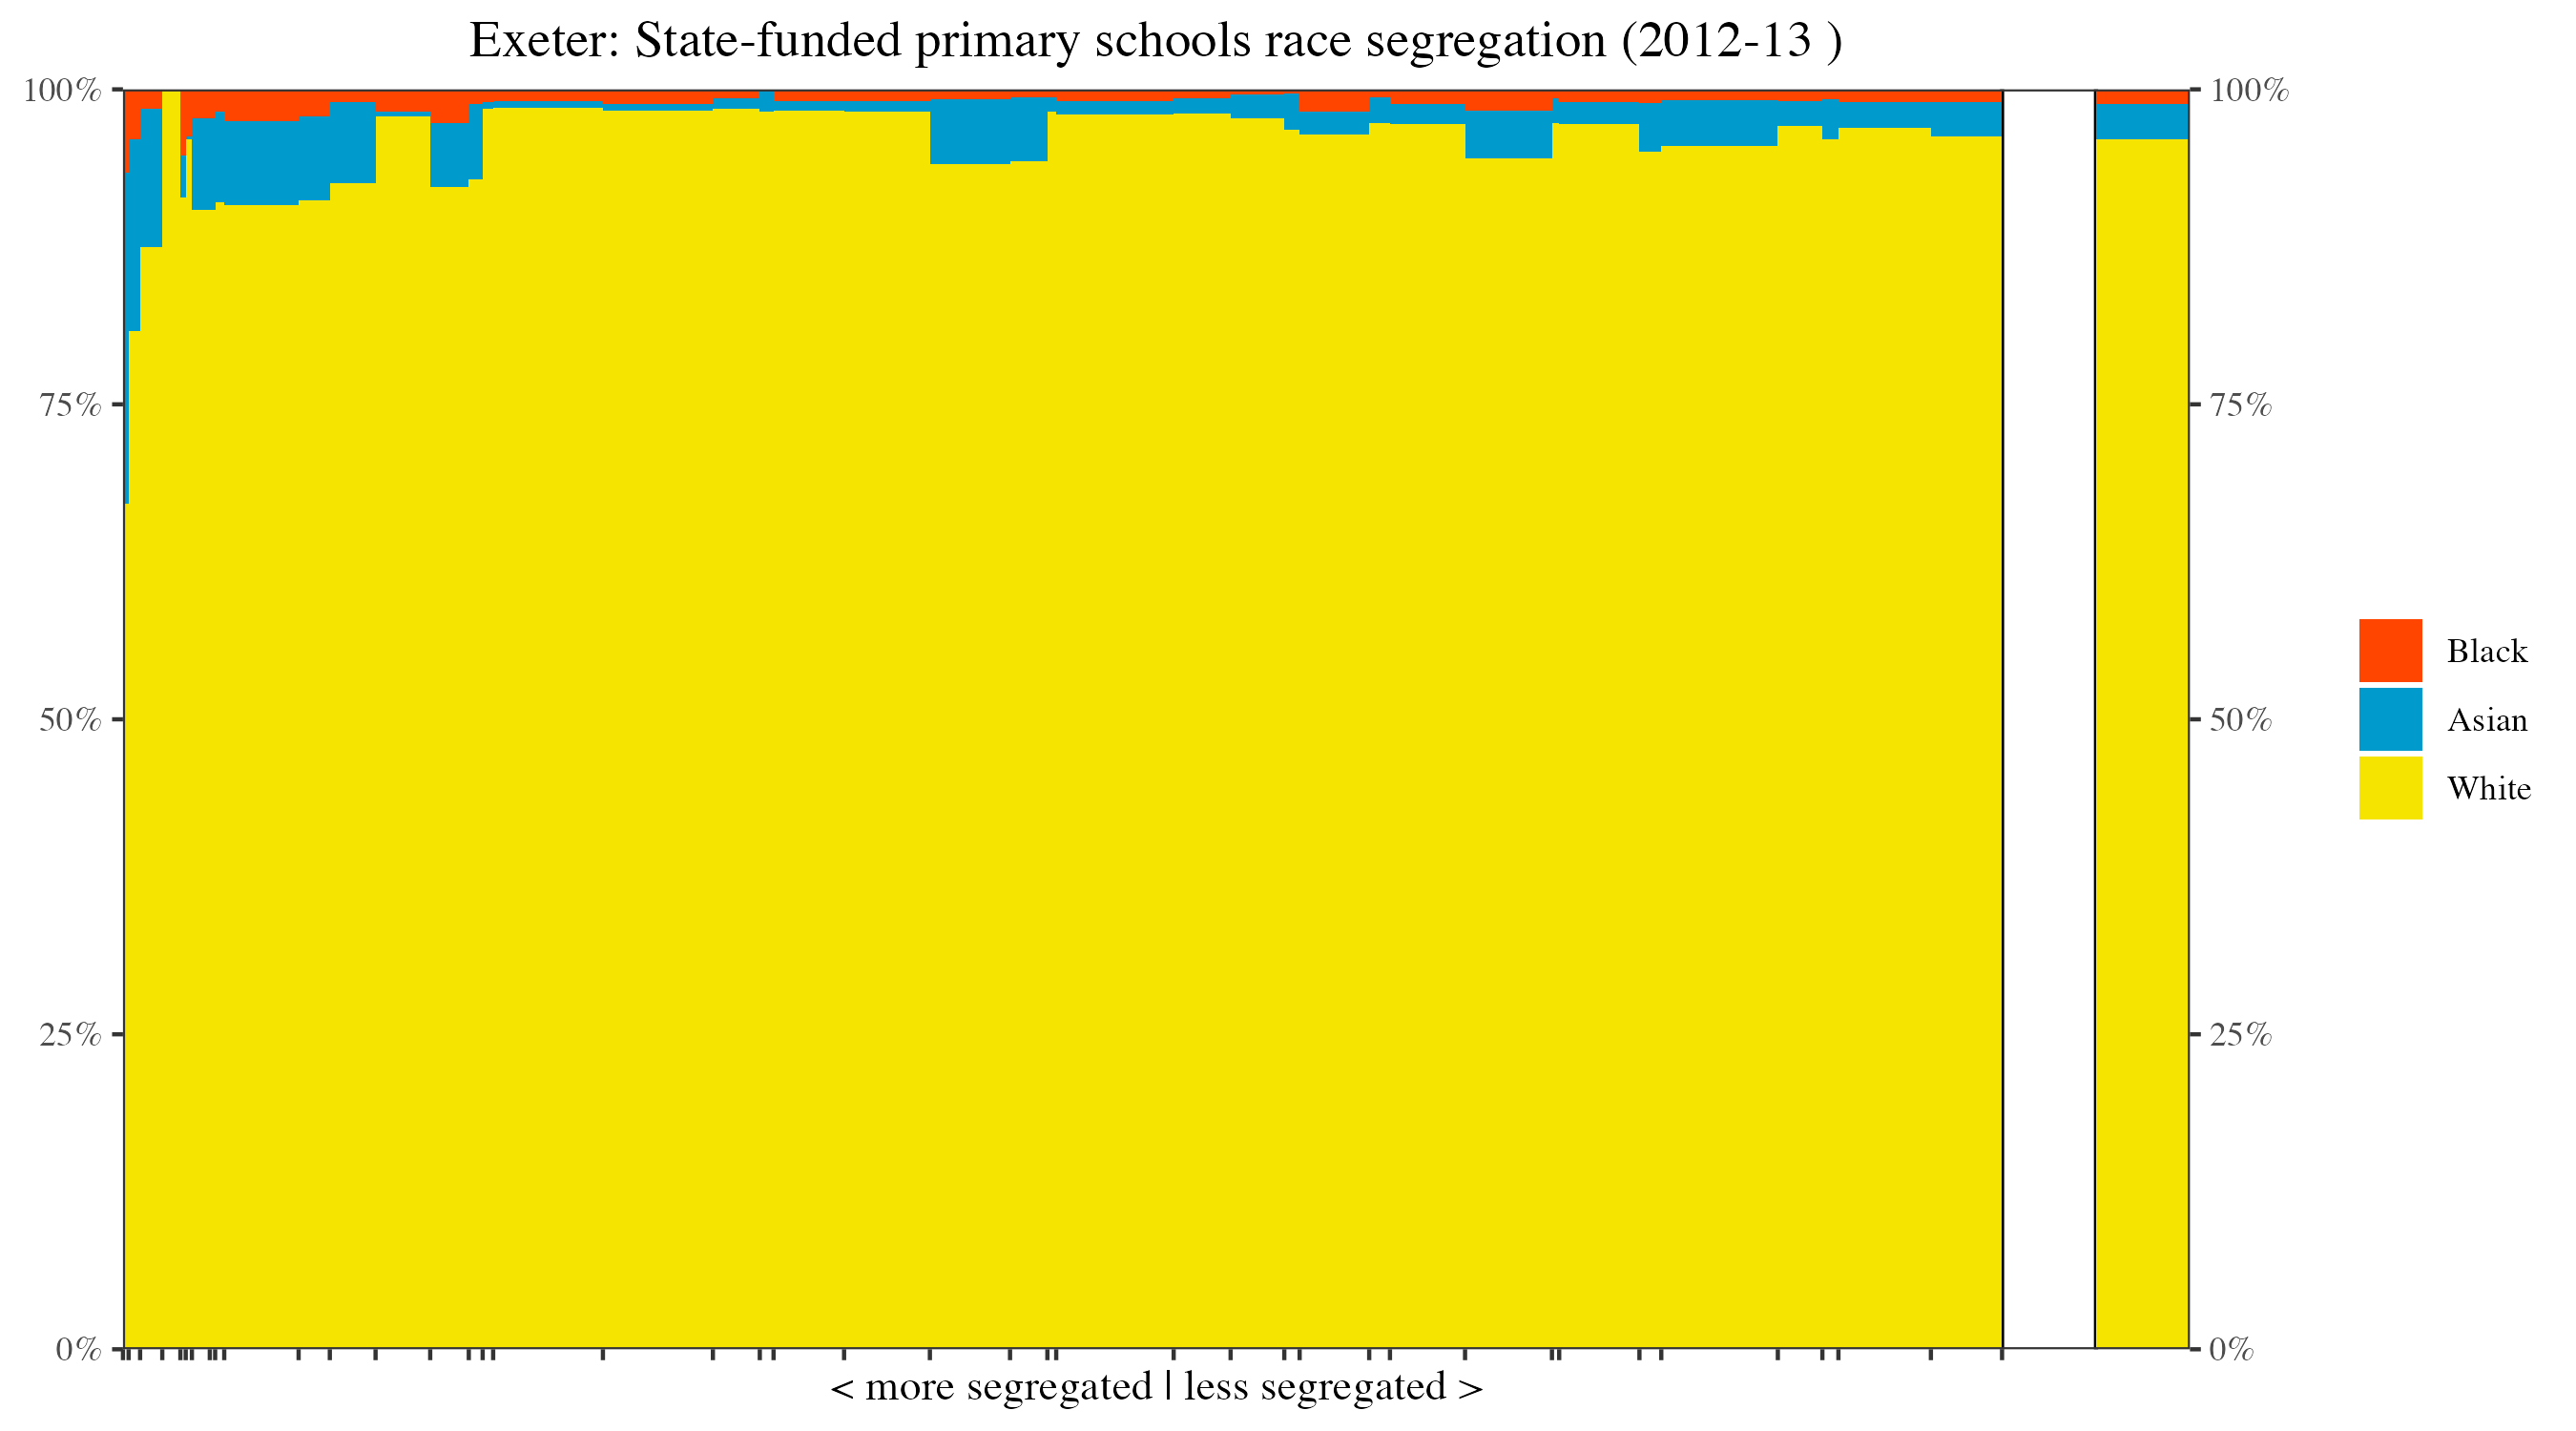 Exeter: State-funded primary schools race segregation (2012-13 )
100%
75%
50%
25%
0%
100%
75%
50%
25%
0%
Black
Asian
White
< more segregated | less segregated >